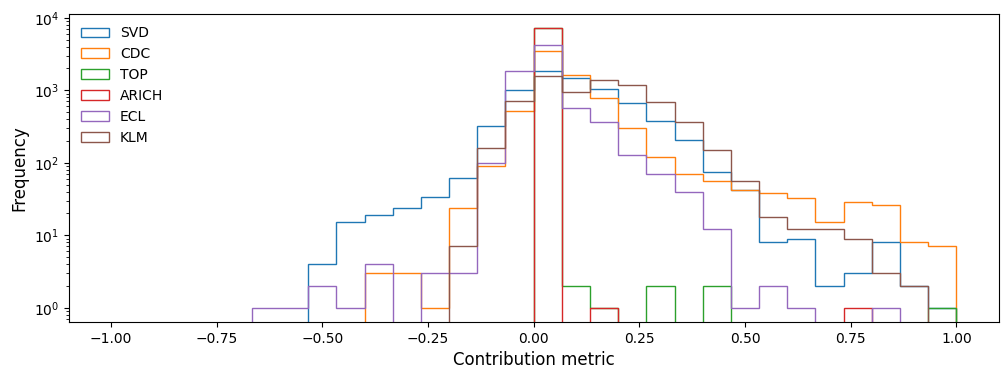 SVD
CDC
TOP
ARICH
ECL
KLM
Frequency
10⁴
10³
10²
10¹
10⁰
−1.00 −0.75 −0.50 −0.25 0.00 0.25 0.50 0.75 1.00
Contribution metric